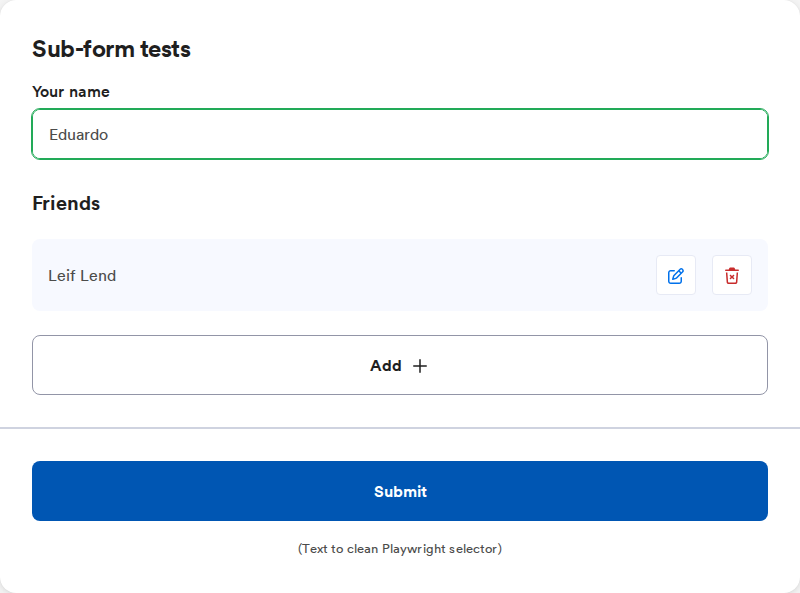 Sub-form tests
Your name
Eduardo
Friends
Leif Lend
Add
Submit
(Text to clean Playwright selector)